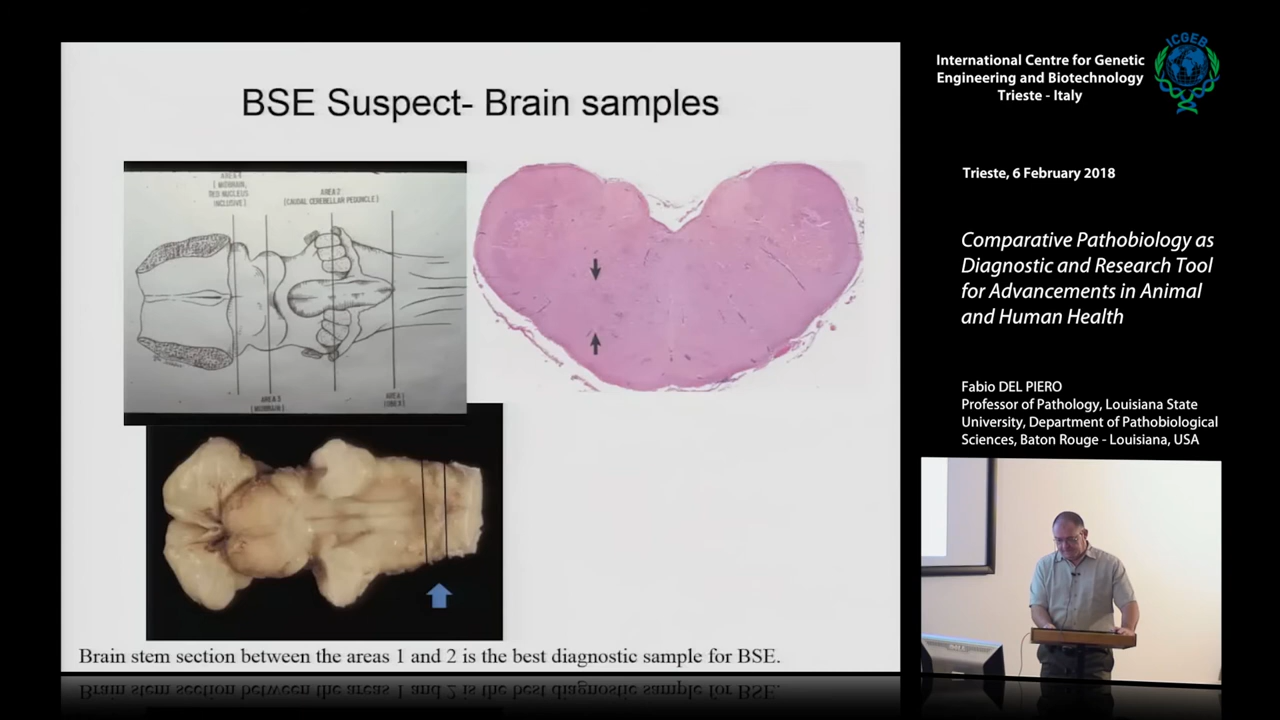 BSE Suspect- Brain samples
AREA 4
( MIDBRAIN,
RED NUCLEUS
INCLUSIVE )
AREA 2
(CAUDAL CEREBELLAR PEDUNCLE)
AREA 3
(MIDBRAIN)
AREA 1
(OBEX)
Brain stem section between the areas 1 and 2 is the best diagnostic sample for BSE.
ICGEB
International Centre for Genetic
Engineering and Biotechnology
Trieste - Italy
Trieste, 6 February 2018
Comparative Pathobiology as
Diagnostic and Research Tool
for Advancements in Animal
and Human Health
Fabio DEL PIERO
Professor of Pathology, Louisiana State
University, Department of Pathobiological
Sciences, Baton Rouge - Louisiana, USA
DELL